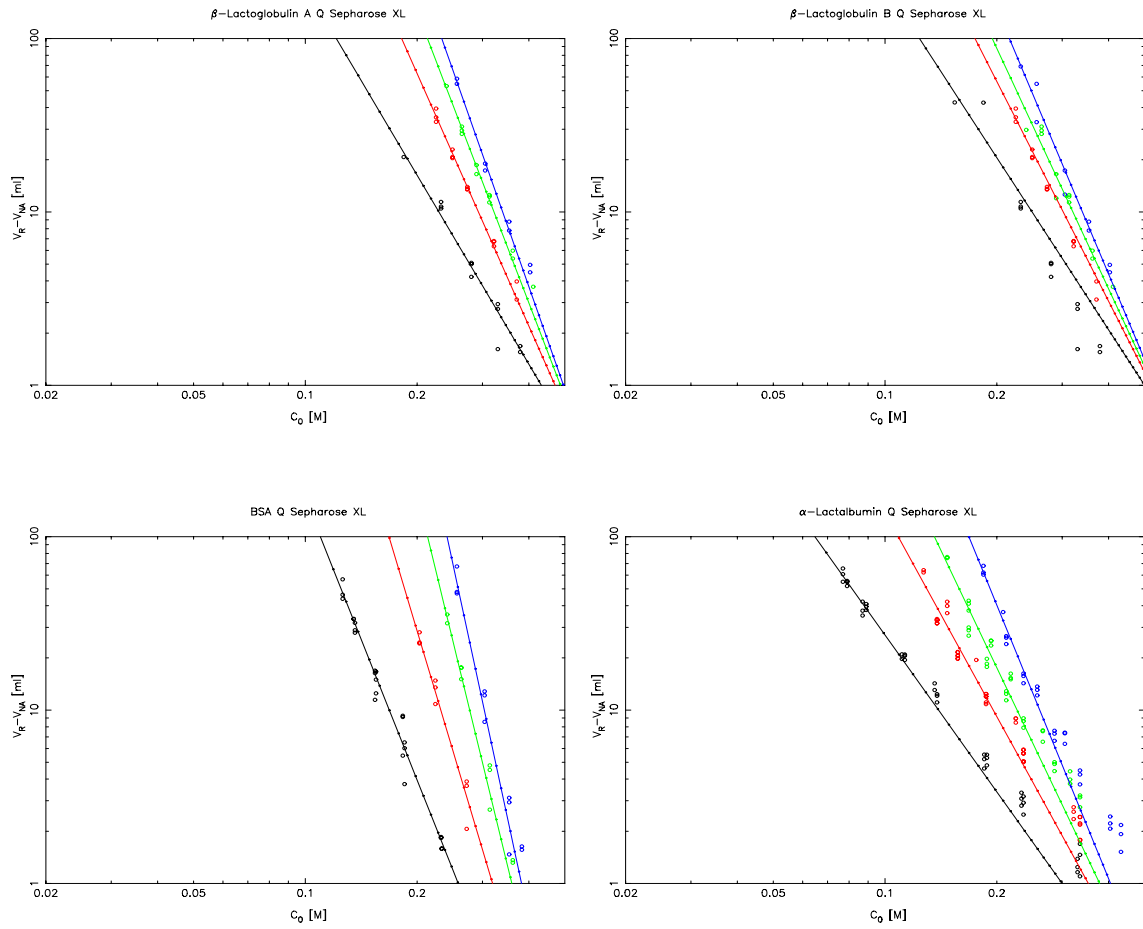 β−Lactoglobulin A Q Sepharose XL
V_R−V_NA [ml]
100
10
1
0.02 0.05 0.1 0.2
C_0 [M]
β−Lactoglobulin B Q Sepharose XL
V_R−V_NA [ml]
100
10
1
0.02 0.05 0.1 0.2
C_0 [M]
BSA Q Sepharose XL
V_R−V_NA [ml]
100
10
1
0.02 0.05 0.1 0.2
C_0 [M]
α−Lactalbumin Q Sepharose XL
V_R−V_NA [ml]
100
10
1
0.02 0.05 0.1 0.2
C_0 [M]